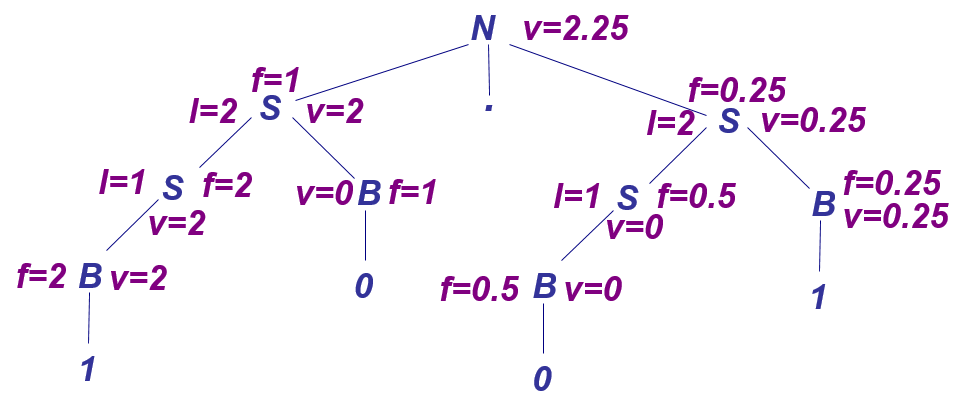 N v=2.25
f=1
l=2 S v=2
.
f=0.25
l=2 S v=0.25
l=1 S f=2
v=2
v=0 B f=1
l=1 S f=0.5
v=0
B f=0.25
v=0.25
f=2 B v=2
0
f=0.5 B v=0
1
1
0